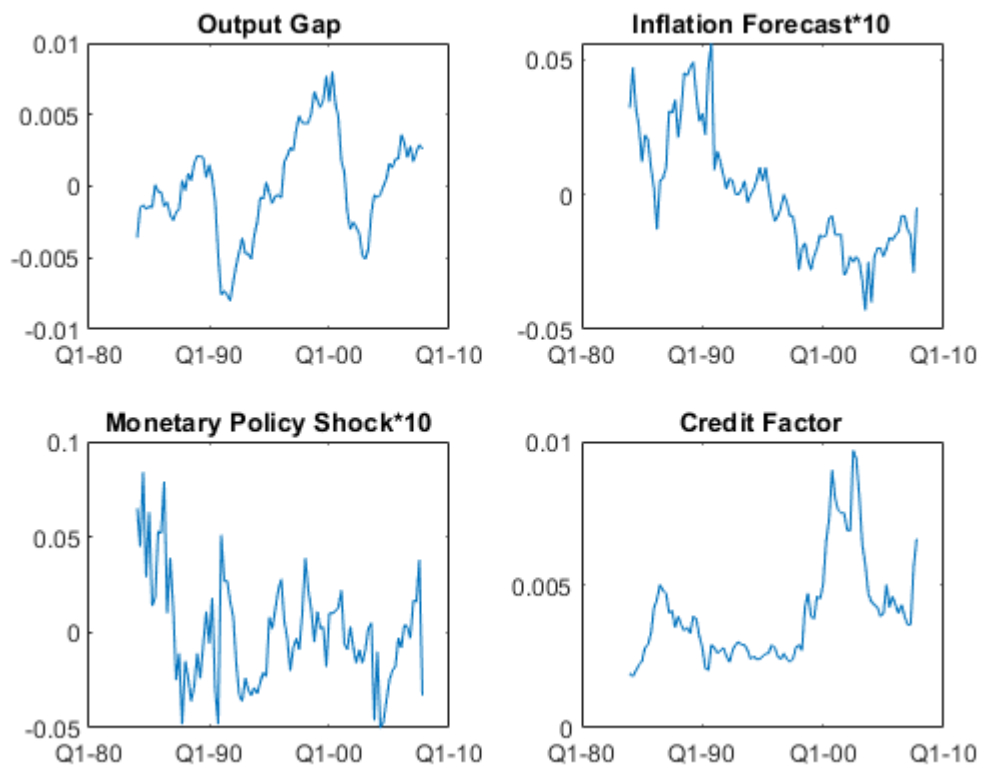 Output Gap
0.01
0.005
0
-0.005
-0.01
Q1-80 Q1-90 Q1-00 Q1-10
Inflation Forecast*10
0.05
0
-0.05
Q1-80 Q1-90 Q1-00 Q1-10
Monetary Policy Shock*10
0.1
0.05
0
-0.05
Q1-80 Q1-90 Q1-00 Q1-10
Credit Factor
0.01
0.005
0
Q1-80 Q1-90 Q1-00 Q1-10